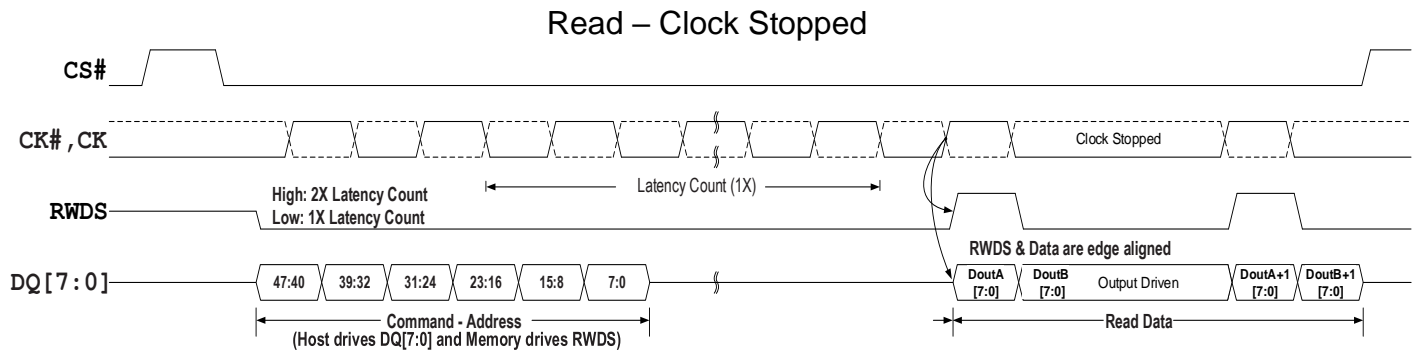 Read – Clock Stopped
CS#
CK#,CK
Clock Stopped
Latency Count (1X)
High: 2X Latency Count
Low: 1X Latency Count
RWDS
RWDS & Data are edge aligned
DQ[7:0]
47:40 39:32 31:24 23:16 15:8 7:0
DoutA [7:0]
DoutB [7:0]
Output Driven
DoutA+1 [7:0]
DoutB+1 [7:0]
Command - Address
(Host drives DQ[7:0] and Memory drives RWDS)
Read Data